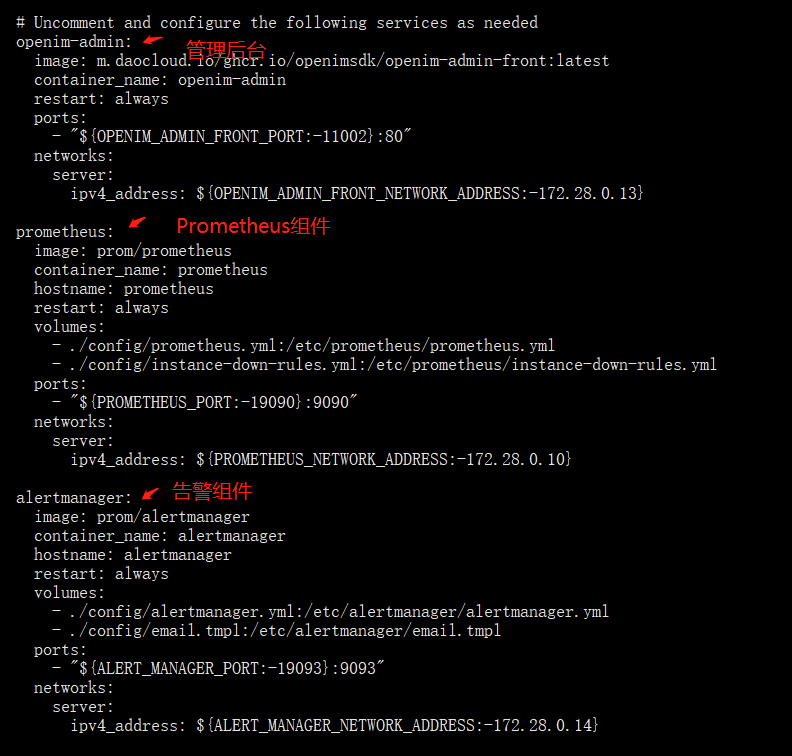 # Uncomment and configure the following services as needed
openim-admin:
管理后台
image: m.daocloud.io/ghcr.io/openimsdk/openim-admin-front:latest
container_name: openim-admin
restart: always
ports:
- "${OPENIM_ADMIN_FRONT_PORT:-11002}:80"
networks:
server:
ipv4_address: ${OPENIM_ADMIN_FRONT_NETWORK_ADDRESS:-172.28.0.13}
prometheus:
Prometheus组件
image: prom/prometheus
container_name: prometheus
hostname: prometheus
restart: always
volumes:
- ./config/prometheus.yml:/etc/prometheus/prometheus.yml
- ./config/instance-down-rules.yml:/etc/prometheus/instance-down-rules.yml
ports:
- "${PROMETHEUS_PORT:-19090}:9090"
networks:
server:
ipv4_address: ${PROMETHEUS_NETWORK_ADDRESS:-172.28.0.10}
alertmanager:
告警组件
image: prom/alertmanager
container_name: alertmanager
hostname: alertmanager
restart: always
volumes:
- ./config/alertmanager.yml:/etc/alertmanager/alertmanager.yml
- ./config/email.tmpl:/etc/alertmanager/email.tmpl
ports:
- "${ALERT_MANAGER_PORT:-19093}:9093"
networks:
server:
ipv4_address: ${ALERT_MANAGER_NETWORK_ADDRESS:-172.28.0.14}